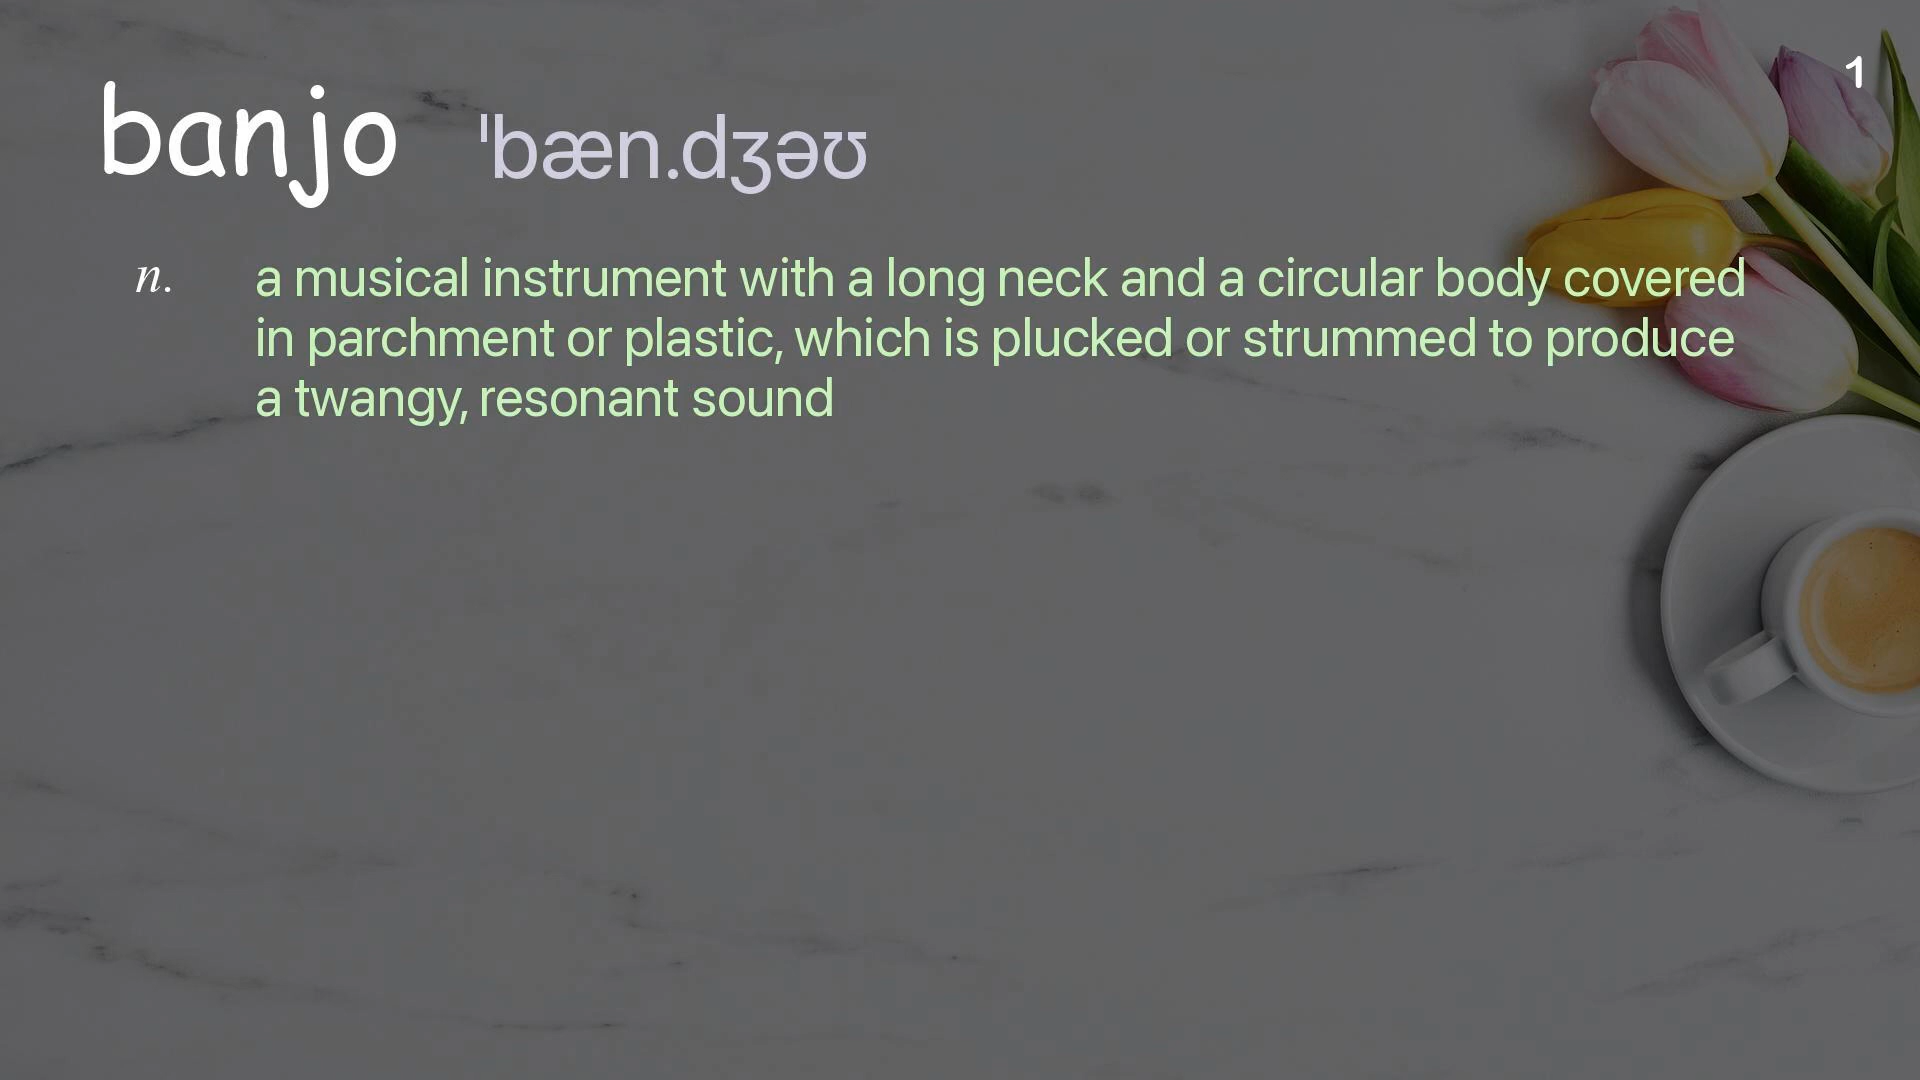 banjo ˈbæn.dʒəʊ
1
n. a musical instrument with a long neck and a circular body covered
in parchment or plastic, which is plucked or strummed to produce
a twangy, resonant sound